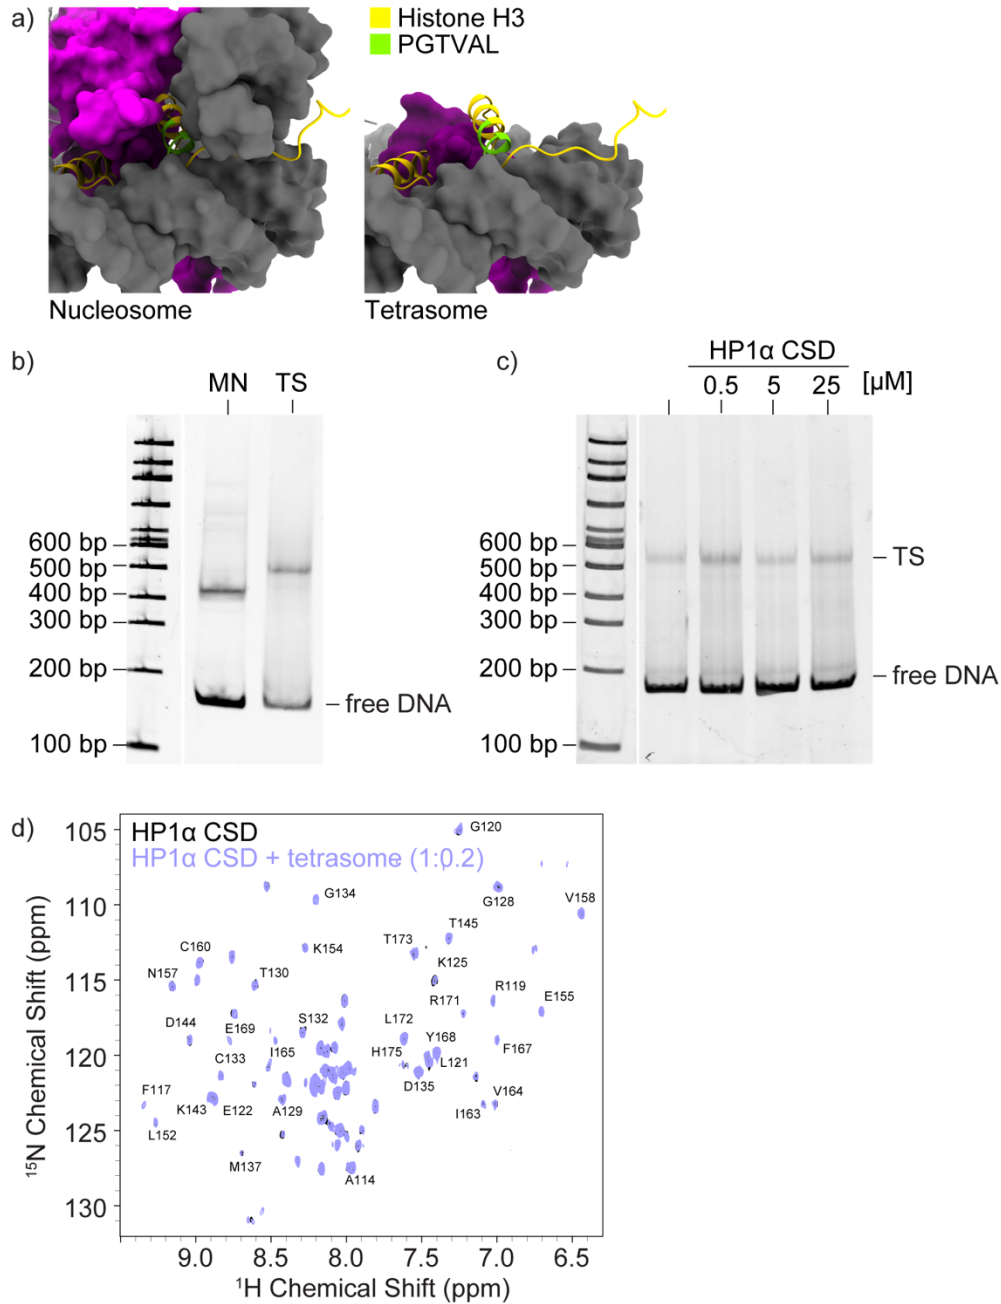 a)
Histone H3
PGTVAL
Nucleosome
Tetrasome
b)
MN TS
600 bp
500 bp
400 bp
300 bp
200 bp
100 bp
free DNA
c)
HP1α CSD
0.5 5 25 [µM]
600 bp
500 bp
400 bp
300 bp
200 bp
100 bp
TS
free DNA
d)
HP1α CSD
HP1α CSD + tetrasome (1:0.2)
G120
G134
G128
V158
T145
T173
C160
K154
K125
N157
T130
R171
R119
E155
S132
L172
D144
E169
Y168
F167
C133
I165
H175
L121
D135
V164
F117
K143
E122
A129
I163
L152
M137
A114
105
110
115
120
125
130
¹⁵N Chemical Shift (ppm)
9.0 8.5 8.0 7.5 7.0 6.5
¹H Chemical Shift (ppm)